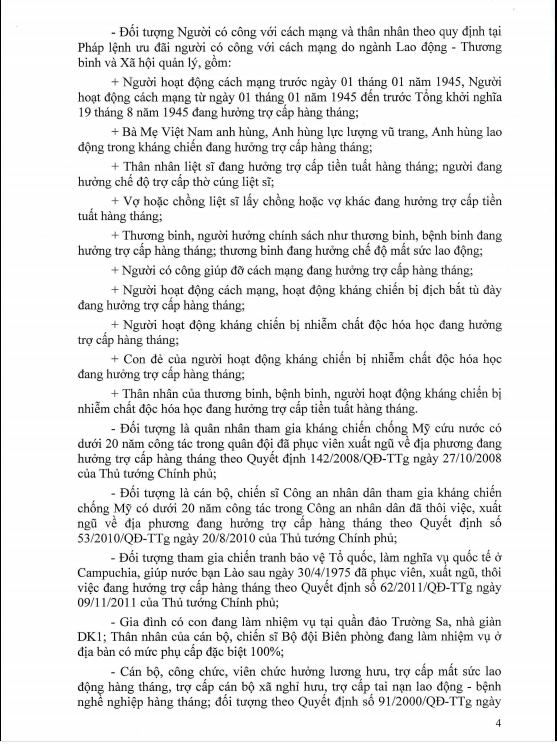 - Đối tượng Người có công với cách mạng và thân nhân theo quy định tại
Pháp lệnh ưu đãi người có công với cách mạng do ngành Lao động - Thương
binh và Xã hội quản lý, gồm:
+ Người hoạt động cách mạng trước ngày 01 tháng 01 năm 1945, Người
hoạt động cách mạng từ ngày 01 tháng 01 năm 1945 đến trước Tổng khởi nghĩa
19 tháng 8 năm 1945 đang hưởng trợ cấp hàng tháng;
+ Bà Mẹ Việt Nam anh hùng, Anh hùng lực lượng vũ trang, Anh hùng lao
động trong kháng chiến đang hưởng trợ cấp hàng tháng;
+ Thân nhân liệt sĩ đang hưởng trợ cấp tiền tuất hàng tháng; người đang
hưởng chế độ trợ cấp thờ cúng liệt sĩ;
+ Vợ hoặc chồng liệt sĩ lấy chồng hoặc vợ khác đang hưởng trợ cấp tiền
tuất hàng tháng;
+ Thương binh, người hưởng chính sách như thương binh, bệnh binh đang
hưởng trợ cấp hàng tháng; thương binh đang hưởng chế độ mất sức lao động;
+ Người có công giúp đỡ cách mạng đang hưởng trợ cấp hàng tháng;
+ Người hoạt động cách mạng, hoạt động kháng chiến bị địch bắt tù đày
đang hưởng trợ cấp hàng tháng;
+ Người hoạt động kháng chiến bị nhiễm chất độc hóa học đang hưởng
trợ cấp hàng tháng;
+ Con đẻ của người hoạt động kháng chiến bị nhiễm chất độc hóa học
đang hưởng trợ cấp hàng tháng;
+ Thân nhân của thương binh, bệnh binh, người hoạt động kháng chiến bị
nhiễm chất độc hóa học đang hưởng trợ cấp tiền tuất hàng tháng.
- Đối tượng là quân nhân tham gia kháng chiến chống Mỹ cứu nước có
dưới 20 năm công tác trong quân đội đã phục viên xuất ngũ về địa phương đang
hưởng trợ cấp hàng tháng theo Quyết định 142/2008/QĐ-TTg ngày 27/10/2008
của Thủ tướng Chính phủ;
- Đối tượng là cán bộ, chiến sĩ Công an nhân dân tham gia kháng chiến
chống Mỹ có dưới 20 năm công tác trong Công an nhân dân đã thôi việc, xuất
ngũ về địa phương đang hưởng trợ cấp hàng tháng theo Quyết định số
53/2010/QĐ-TTg ngày 20/8/2010 của Thủ tướng Chính phủ;
- Đối tượng tham gia chiến tranh bảo vệ Tổ quốc, làm nghĩa vụ quốc tế ở
Campuchia, giúp nước bạn Lào sau ngày 30/4/1975 đã phục viên, xuất ngũ, thôi
việc đang hưởng trợ cấp hàng tháng theo Quyết định số 62/2011/QĐ-TTg ngày
09/11/2011 của Thủ tướng Chính phủ;
- Gia đình có con đang làm nhiệm vụ tại quần đảo Trường Sa, nhà giàn
DK1; Thân nhân của cán bộ, chiến sĩ Bộ đội Biên phòng đang làm nhiệm vụ ở
địa bàn có mức phụ cấp đặc biệt 100%;
- Cán bộ, công chức, viên chức hưởng lương hưu, trợ cấp mất sức lao
động hàng tháng, trợ cấp cán bộ xã nghỉ hưu, trợ cấp tai nạn lao động - bệnh
nghề nghiệp hàng tháng; đối tượng theo Quyết định số 91/2000/QĐ-TTg ngày
4